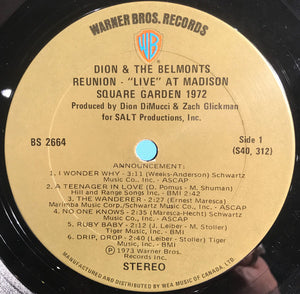 WARNER BROS. RECORDS
WB
DION & THE BELMONTS
REUNION - "LIVE" AT MADISON
SQUARE GARDEN 1972
Produced by Dion DiMucci & Zach Glickman
for SALT Productions, Inc.
BS 2664
Side 1
(S40, 312)
ANNOUNCEMENT:
1. I WONDER WHY - 3:11 (Weeks-Anderson) Schwartz
Music Co., Inc. - ASCAP
2. A TEENAGER IN LOVE (D. Pomus - M. Shuman)
Hill and Range Songs Inc. - BMI 2:42
3. THE WANDERER - 2:27 (Ernest Maresca)
Marimba Music Corp./Schwartz Music Co., Inc. - ASCAP
4. NO ONE KNOWS - 2:35 (Maresca-Hecht) Schwartz
Music Co., Inc. - ASCAP
5. RUBY BABY - 2:12 (J. Leiber - M. Stoller)
Tiger Music, Inc. - BMI
6. DRIP, DROP - 2:40 (Leiber - Stoller) Tiger
Music, Inc. - BMI
℗ 1973 Warner Bros.
Records Inc.
STEREO
MANUFACTURED AND DISTRIBUTED BY WEA MUSIC OF CANADA, LTD.